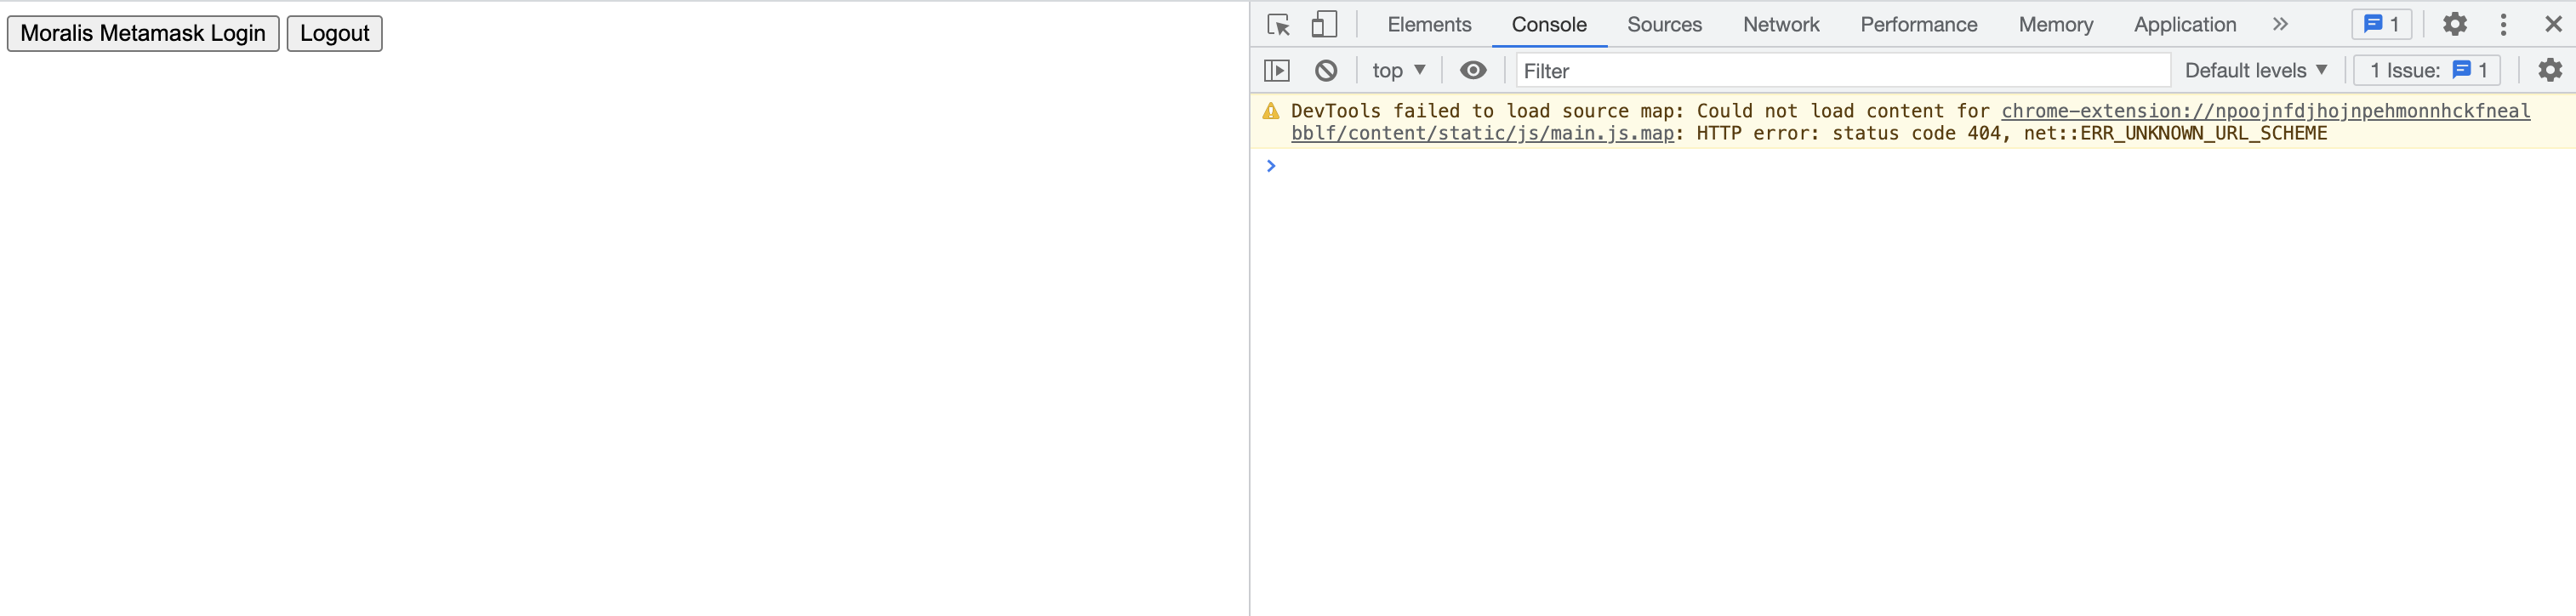 Moralis Metamask Login Logout
Elements Console Sources Network Performance Memory Application 1
top Filter Default levels 1 Issue: 1
DevTools failed to load source map: Could not load content for chrome-extension://npoojnfdjhojnpehmonnhckfneal
bblf/content/static/js/main.js.map: HTTP error: status code 404, net::ERR_UNKNOWN_URL_SCHEME